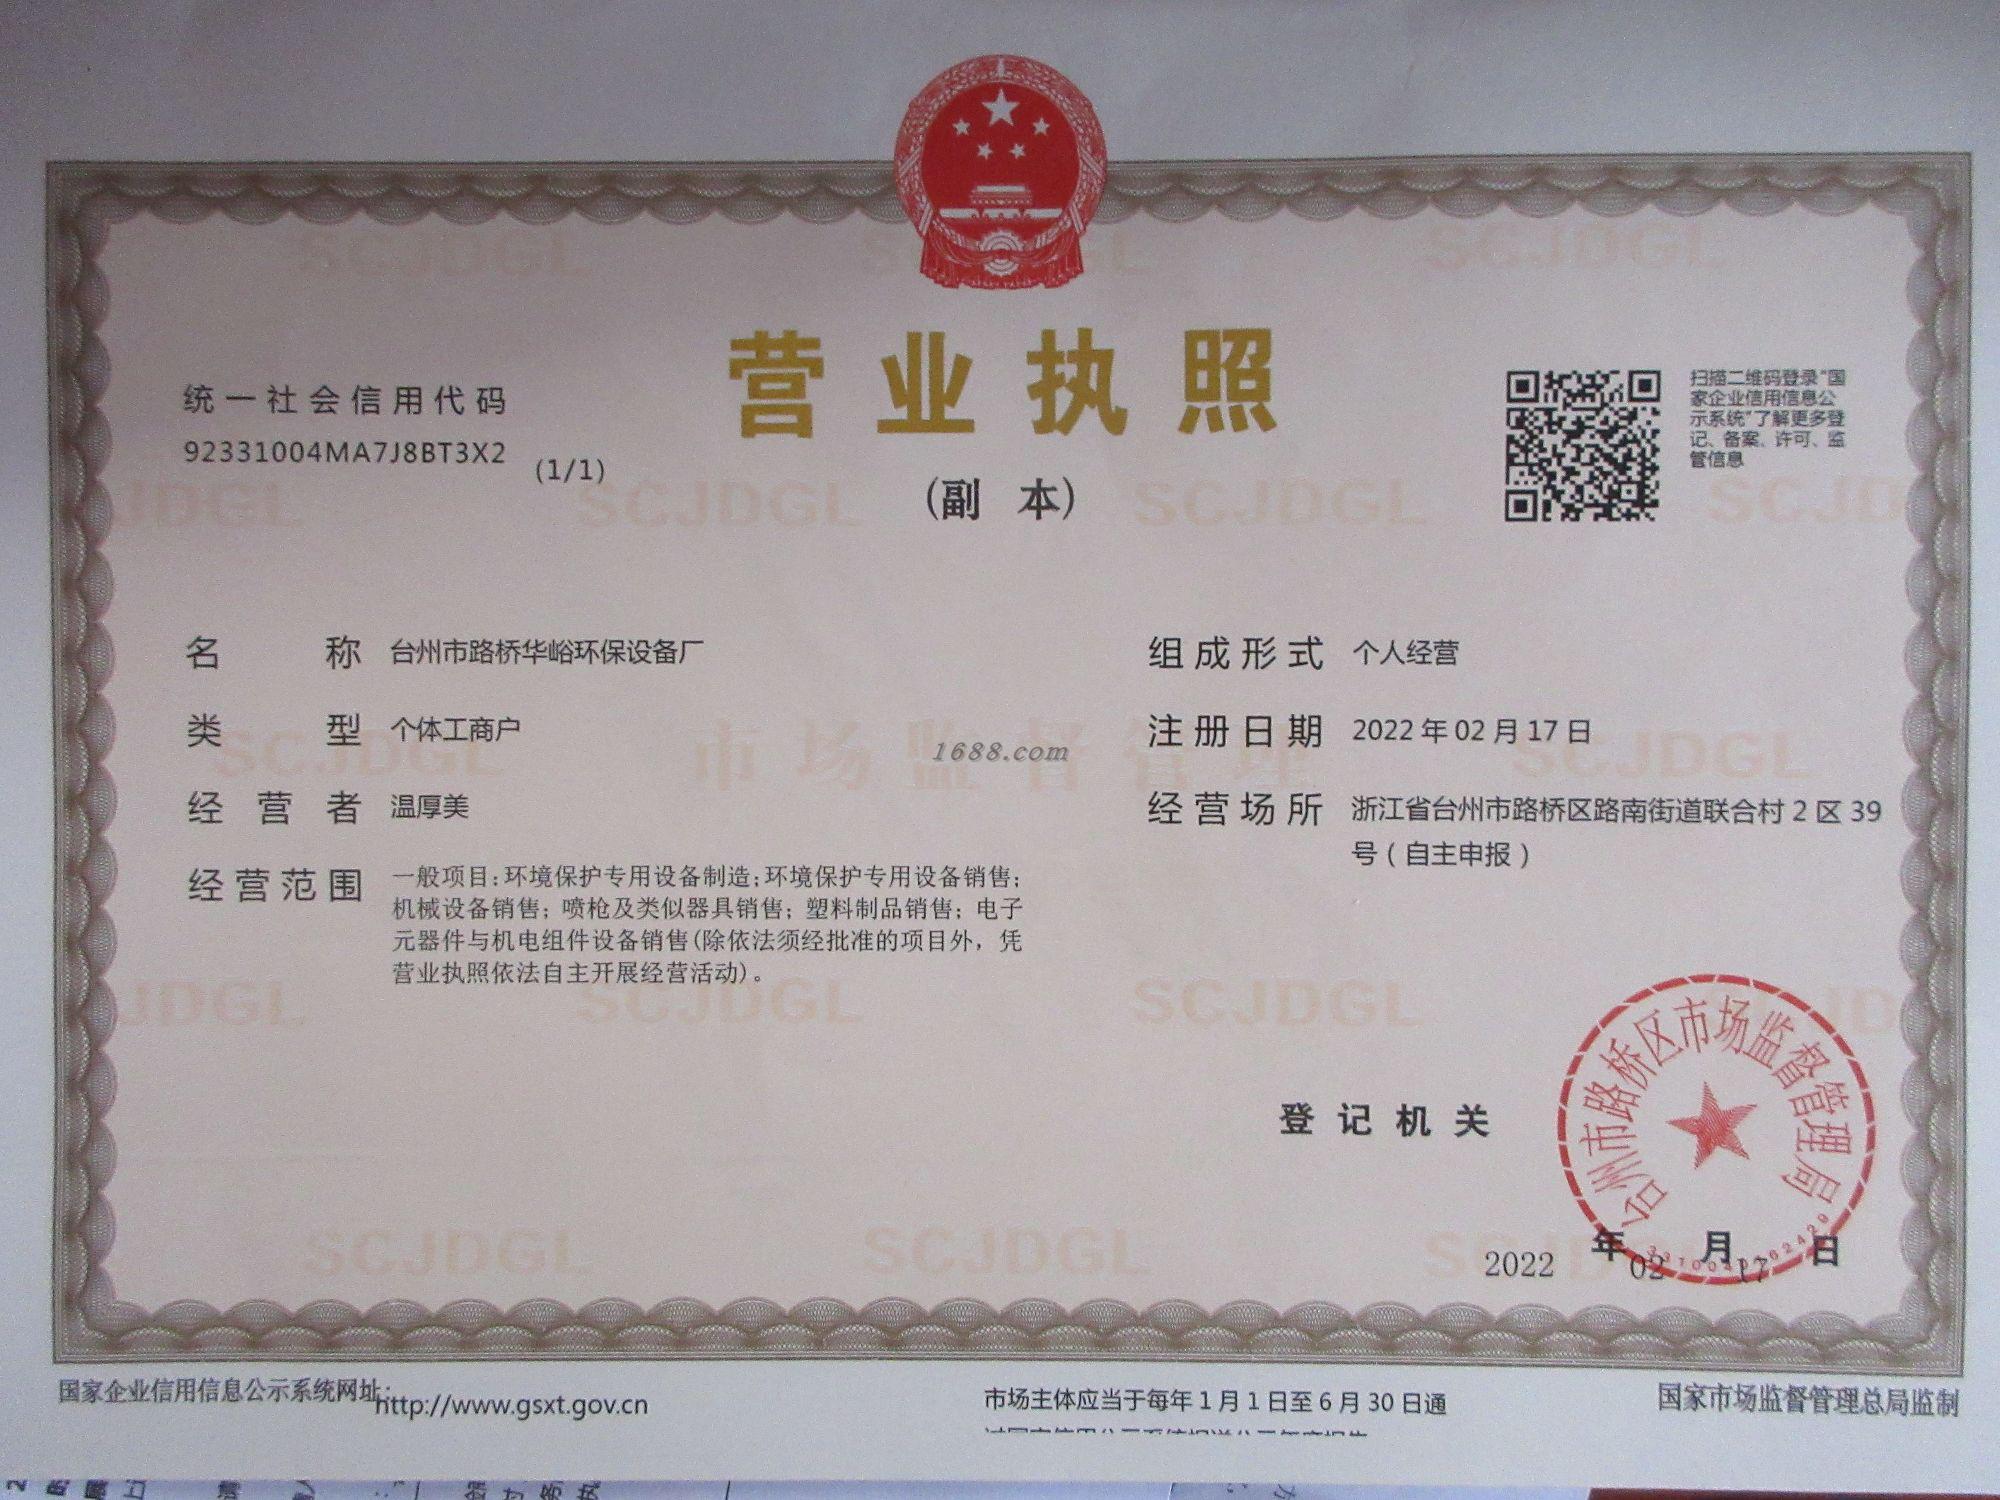 营业执照
(副 本)
统一社会信用代码
92331004MA7J8BT3X2
(1/1)
扫描二维码登录"国
家企业信用信息公
示系统"了解更多登
记、备案、许可、监
管信息
名 称 台州市路桥华峪环保设备厂
类 型 个体工商户
经营者 温厚美
经营范围 一般项目:环境保护专用设备制造;环境保护专用设备销售;
机械设备销售;喷枪及类似器具销售;塑料制品销售;电子
元器件与机电组件设备销售(除依法须经批准的项目外,凭
营业执照依法自主开展经营活动)。
组成形式 个人经营
注册日期 2022年02月17日
经营场所 浙江省台州市路桥区路南街道联合村2区39
号(自主申报)
1688.com
市场监督管理
SCJDGL
登记机关
台州市路桥区市场监督管理局
2022 年 02 月 17 日
国家企业信用信息公示系统网址:http://www.gsxt.gov.cn
市场主体应当于每年1月1日至6月30日通
国家市场监督管理总局监制